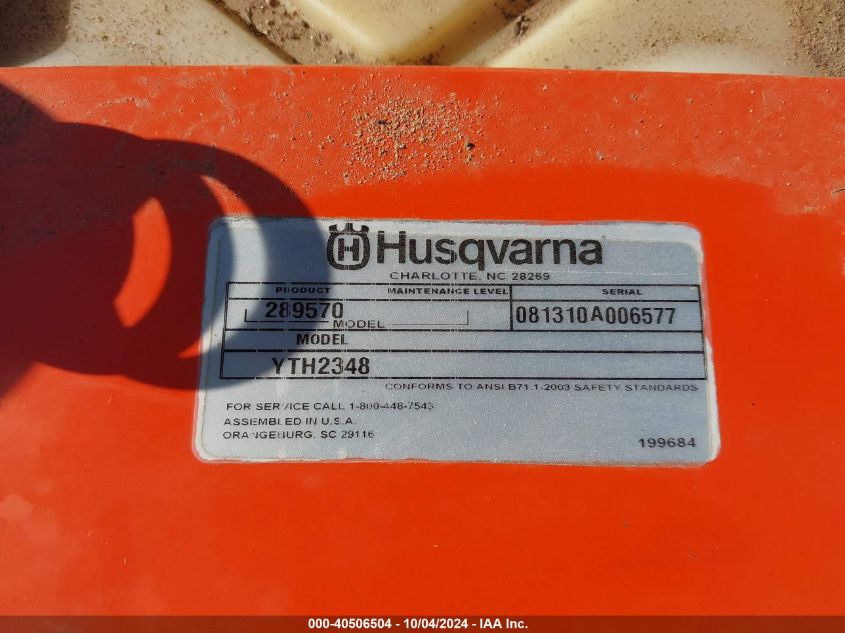 Husqvarna
CHARLOTTE, NC 28269
PRODUCT MAINTENANCE LEVEL SERIAL
289570 081310A006577
MODEL
MODEL
YTH2348
CONFORMS TO ANSI B71.1-2003 SAFETY STANDARDS
FOR SERVICE CALL 1-800-448-7543
ASSEMBLED IN U.S.A.
ORANGEBURG, SC 29116
199684
000-40506504 - 10/04/2024 - IAA Inc.